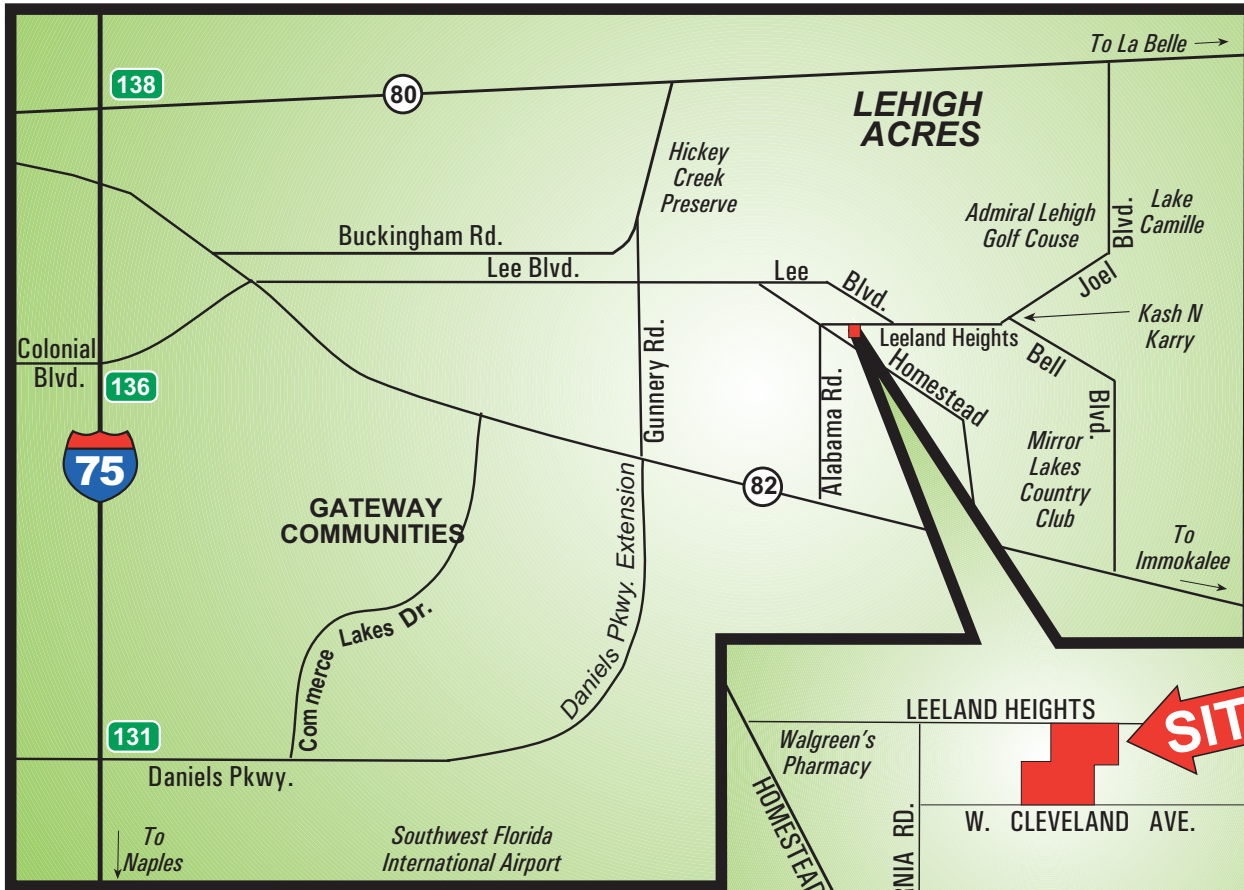 To La Belle
138
80
LEHIGH
ACRES
Hickey
Creek
Preserve
Admiral Lehigh
Golf Couse
Blvd.
Lake
Camille
Buckingham Rd.
Lee Blvd.
Lee
Blvd.
Joel
Kash N
Karry
Colonial
Blvd.
136
Leeland Heights
Bell
Blvd.
Homestead
Gunnery Rd.
Alabama Rd.
75
82
Mirror
Lakes
Country
Club
GATEWAY
COMMUNITIES
To
Immokalee
Daniels Pkwy. Extension
Commerce Lakes Dr.
131
Daniels Pkwy.
To
Naples
Southwest Florida
International Airport
LEELAND HEIGHTS
SIT
Walgreen's
Pharmacy
HOMESTEAD
NIA RD.
W. CLEVELAND AVE.